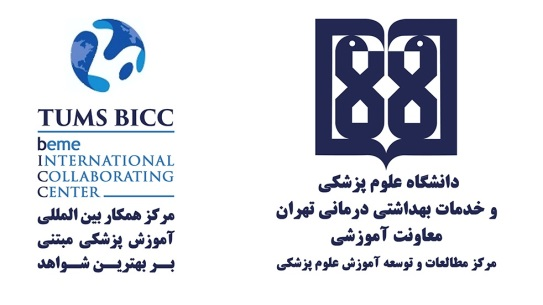 TUMS BICC
beme
INTERNATIONAL
COLLABORATING
CENTER
مرکز همکار بین المللی
آموزش پزشکی مبتنی
بر بهترین شواهد
دانشگاه علوم پزشکی
و خدمات بهداشتی درمانی تهران
معاونت آموزشی
مرکز مطالعات و توسعه آموزش علوم پزشکی